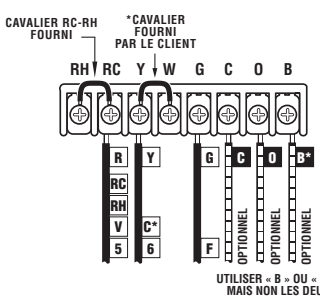 CAVALIER RC-RH
FOURNI
*CAVALIER
FOURNI
PAR LE CLIENT
RH RC Y W G C O B
R Y G C O B*
RC
RH
V C*
5 6 F
OPTIONNEL OPTIONNEL OPTIONNEL
UTILISER « B » OU «
MAIS NON LES DEU